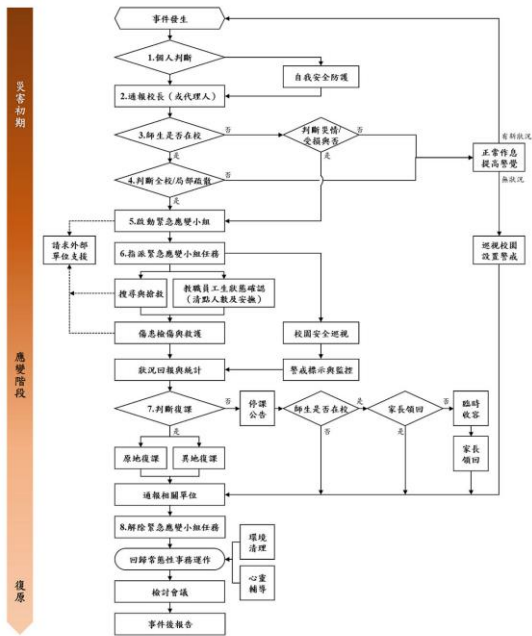 災害初期
應變階段
復原
事件發生
1.個人判斷
自我安全防護
2.通報校長（或代理人）
3.師生是否在校
否
是
判斷災情/
受損與否
否
是
有新狀況
正常作息
提高警覺
無狀況
4.判斷全校/局部疏散
否
是
5.啟動緊急應變小組
請求外部
單位支援
巡視校園
設置警戒
6.指派緊急應變小組任務
搜尋與搶救
教職員工生狀態確認
（清點人數及安撫）
傷患檢傷與救護
校園安全巡視
狀況回報與統計
警戒標示與監控
7.判斷復課
否
是
停課
公告
師生是否在校
是
否
家長領回
否
是
臨時
收容
家長
領回
原地復課
異地復課
通報相關單位
8.解除緊急應變小組任務
環境
清理
回歸常態性事務運作
心靈
輔導
檢討會議
事件後報告